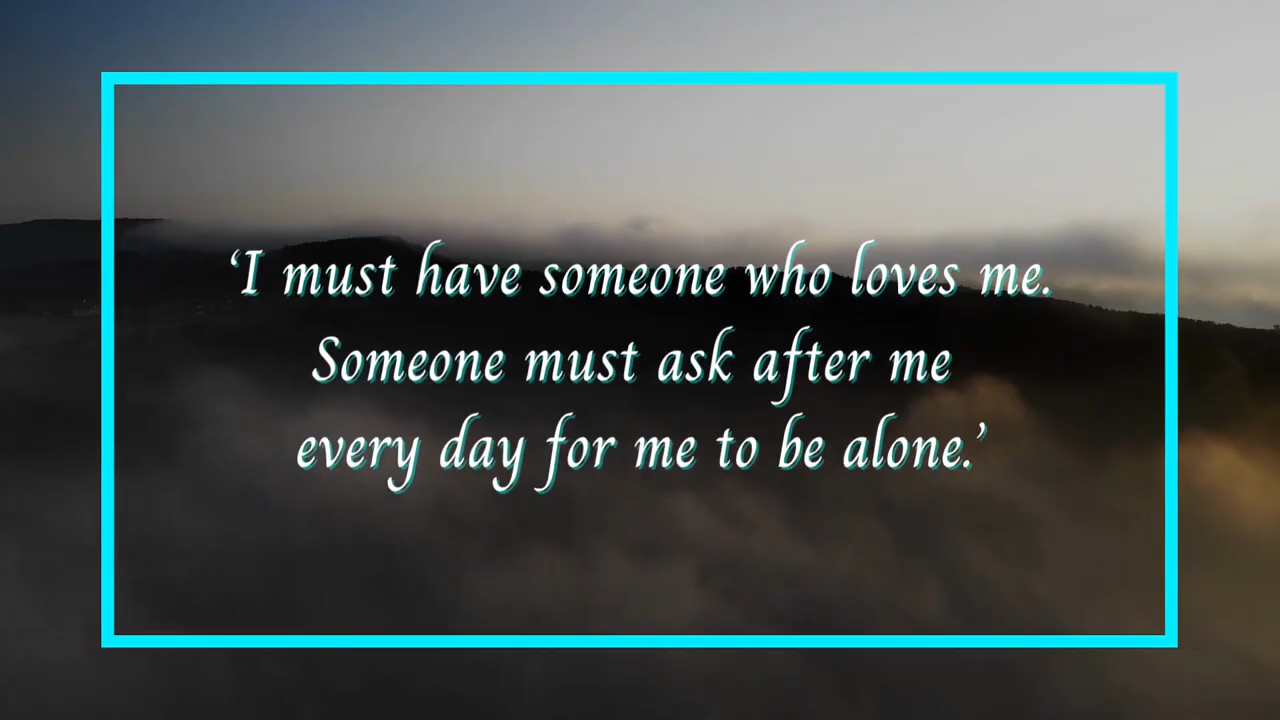 ‘I must have someone who loves me.
Someone must ask after me
every day for me to be alone.’